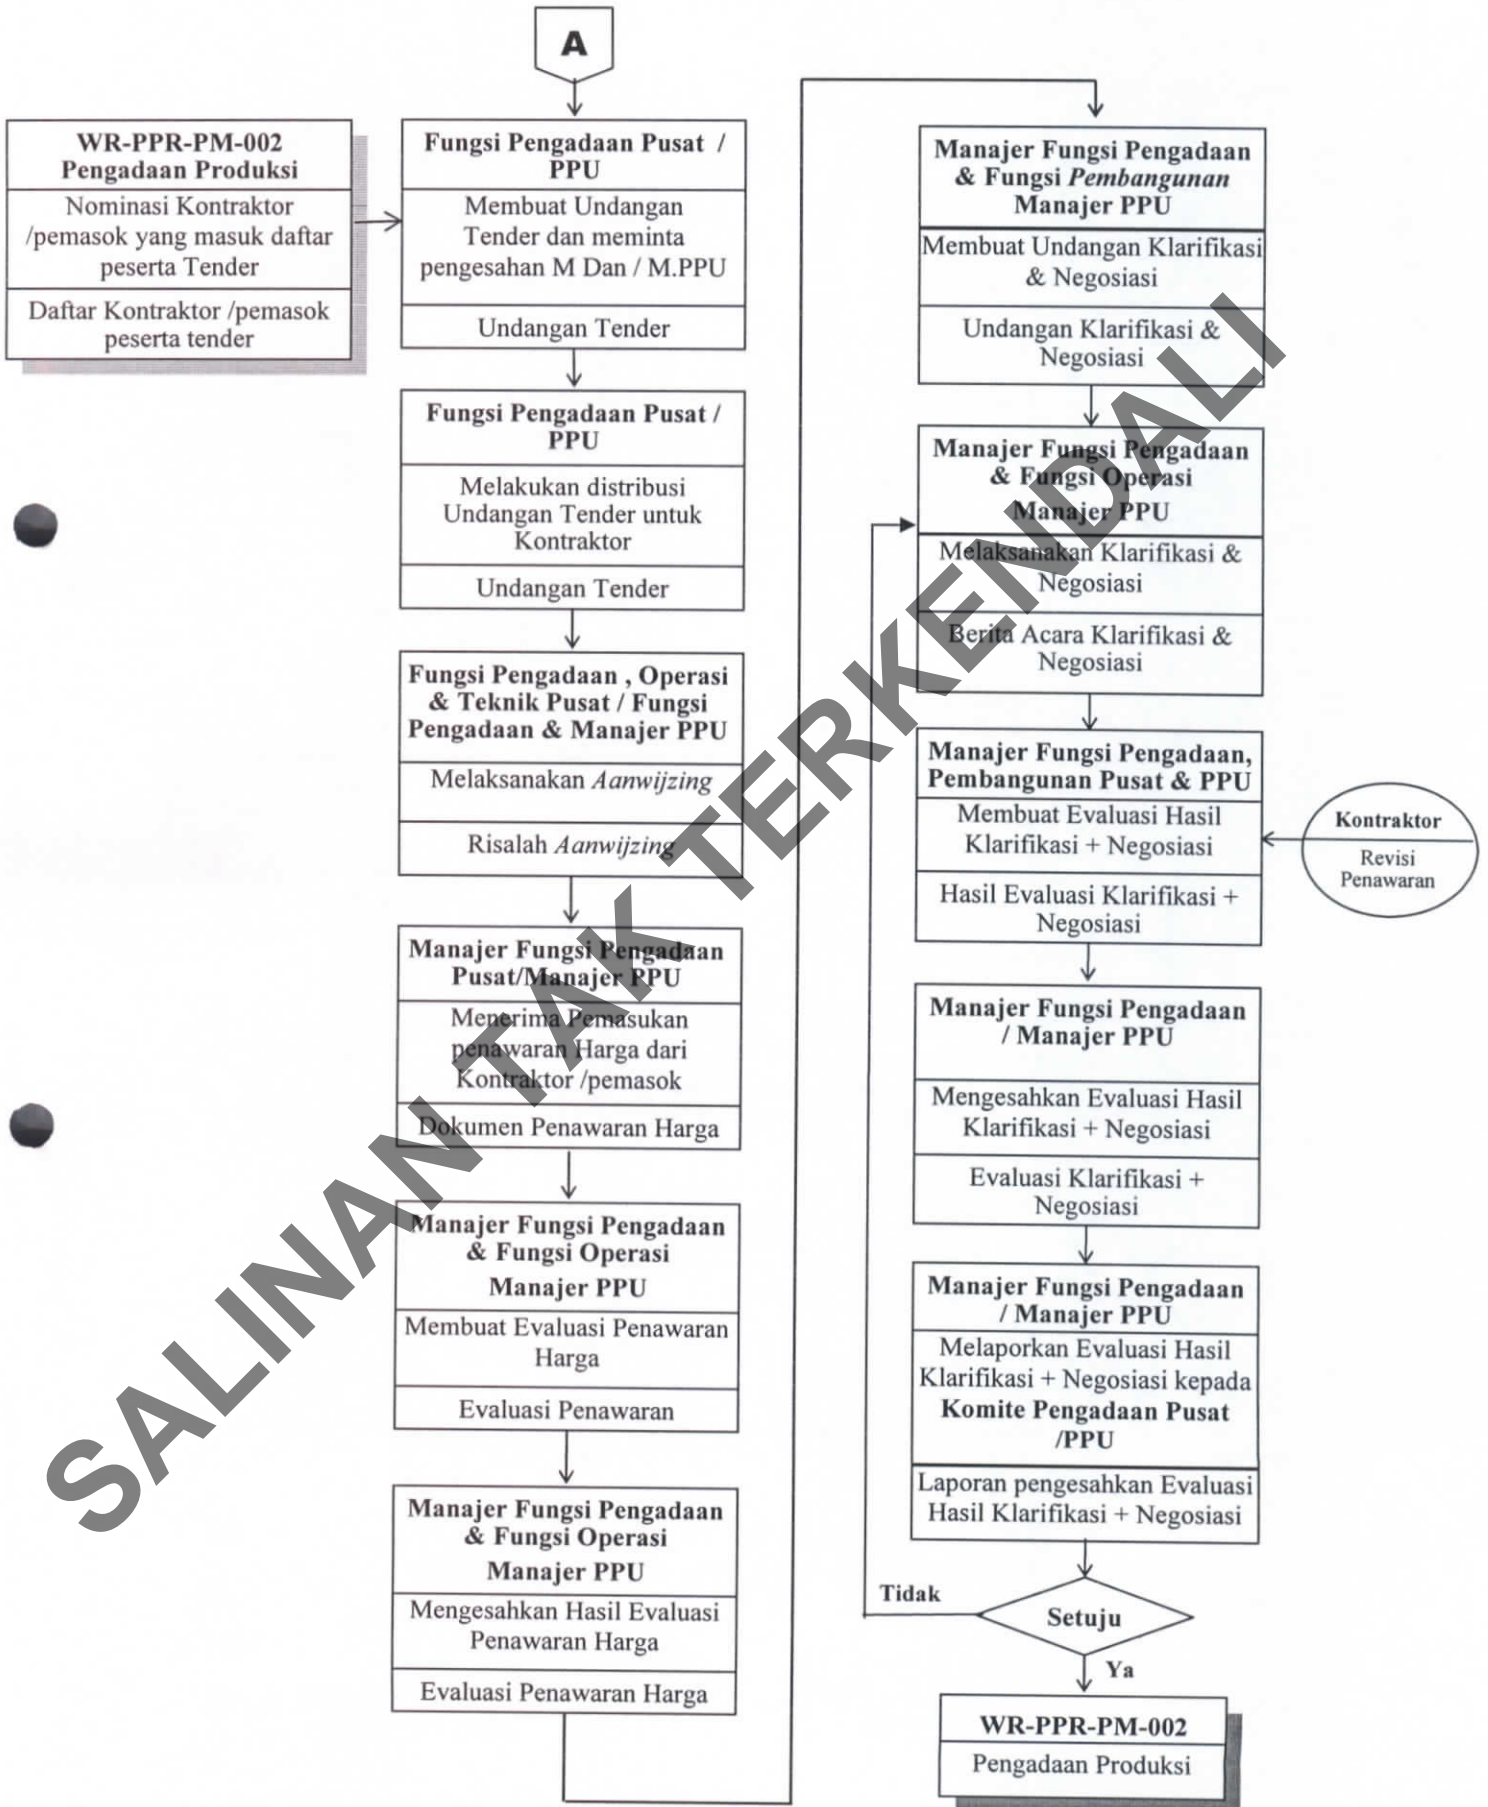 A
WR-PPR-PM-002
Pengadaan Produksi
Nominasi Kontraktor
/pemasok yang masuk daftar
peserta Tender
Daftar Kontraktor /pemasok
peserta tender
Fungsi Pengadaan Pusat /
PPU
Membuat Undangan
Tender dan meminta
pengesahan M Dan / M.PPU
Undangan Tender
Fungsi Pengadaan Pusat /
PPU
Melakukan distribusi
Undangan Tender untuk
Kontraktor
Undangan Tender
Fungsi Pengadaan , Operasi
& Teknik Pusat / Fungsi
Pengadaan & Manajer PPU
Melaksanakan Aanwijzing
Risalah Aanwijzing
Manajer Fungsi Pengadaan
Pusat/Manajer PPU
Menerima Pemasukan
penawaran Harga dari
Kontraktor /pemasok
Dokumen Penawaran Harga
Manajer Fungsi Pengadaan
& Fungsi Operasi
Manajer PPU
Membuat Evaluasi Penawaran
Harga
Evaluasi Penawaran
Manajer Fungsi Pengadaan
& Fungsi Operasi
Manajer PPU
Mengesahkan Hasil Evaluasi
Penawaran Harga
Evaluasi Penawaran Harga
Manajer Fungsi Pengadaan
& Fungsi Pembangunan
Manajer PPU
Membuat Undangan Klarifikasi
& Negosiasi
Undangan Klarifikasi &
Negosiasi
Manajer Fungsi Pengadaan
& Fungsi Operasi
Manajer PPU
Melaksanakan Klarifikasi &
Negosiasi
Berita Acara Klarifikasi &
Negosiasi
Manajer Fungsi Pengadaan,
Pembangunan Pusat & PPU
Membuat Evaluasi Hasil
Klarifikasi + Negosiasi
Hasil Evaluasi Klarifikasi +
Negosiasi
Kontraktor
Revisi
Penawaran
Manajer Fungsi Pengadaan
/ Manajer PPU
Mengesahkan Evaluasi Hasil
Klarifikasi + Negosiasi
Evaluasi Klarifikasi +
Negosiasi
Manajer Fungsi Pengadaan
/ Manajer PPU
Melaporkan Evaluasi Hasil
Klarifikasi + Negosiasi kepada
Komite Pengadaan Pusat
/PPU
Laporan pengesahkan Evaluasi
Hasil Klarifikasi + Negosiasi
Tidak
Setuju
Ya
WR-PPR-PM-002
Pengadaan Produksi
SALINAN TAK TERKENDALI